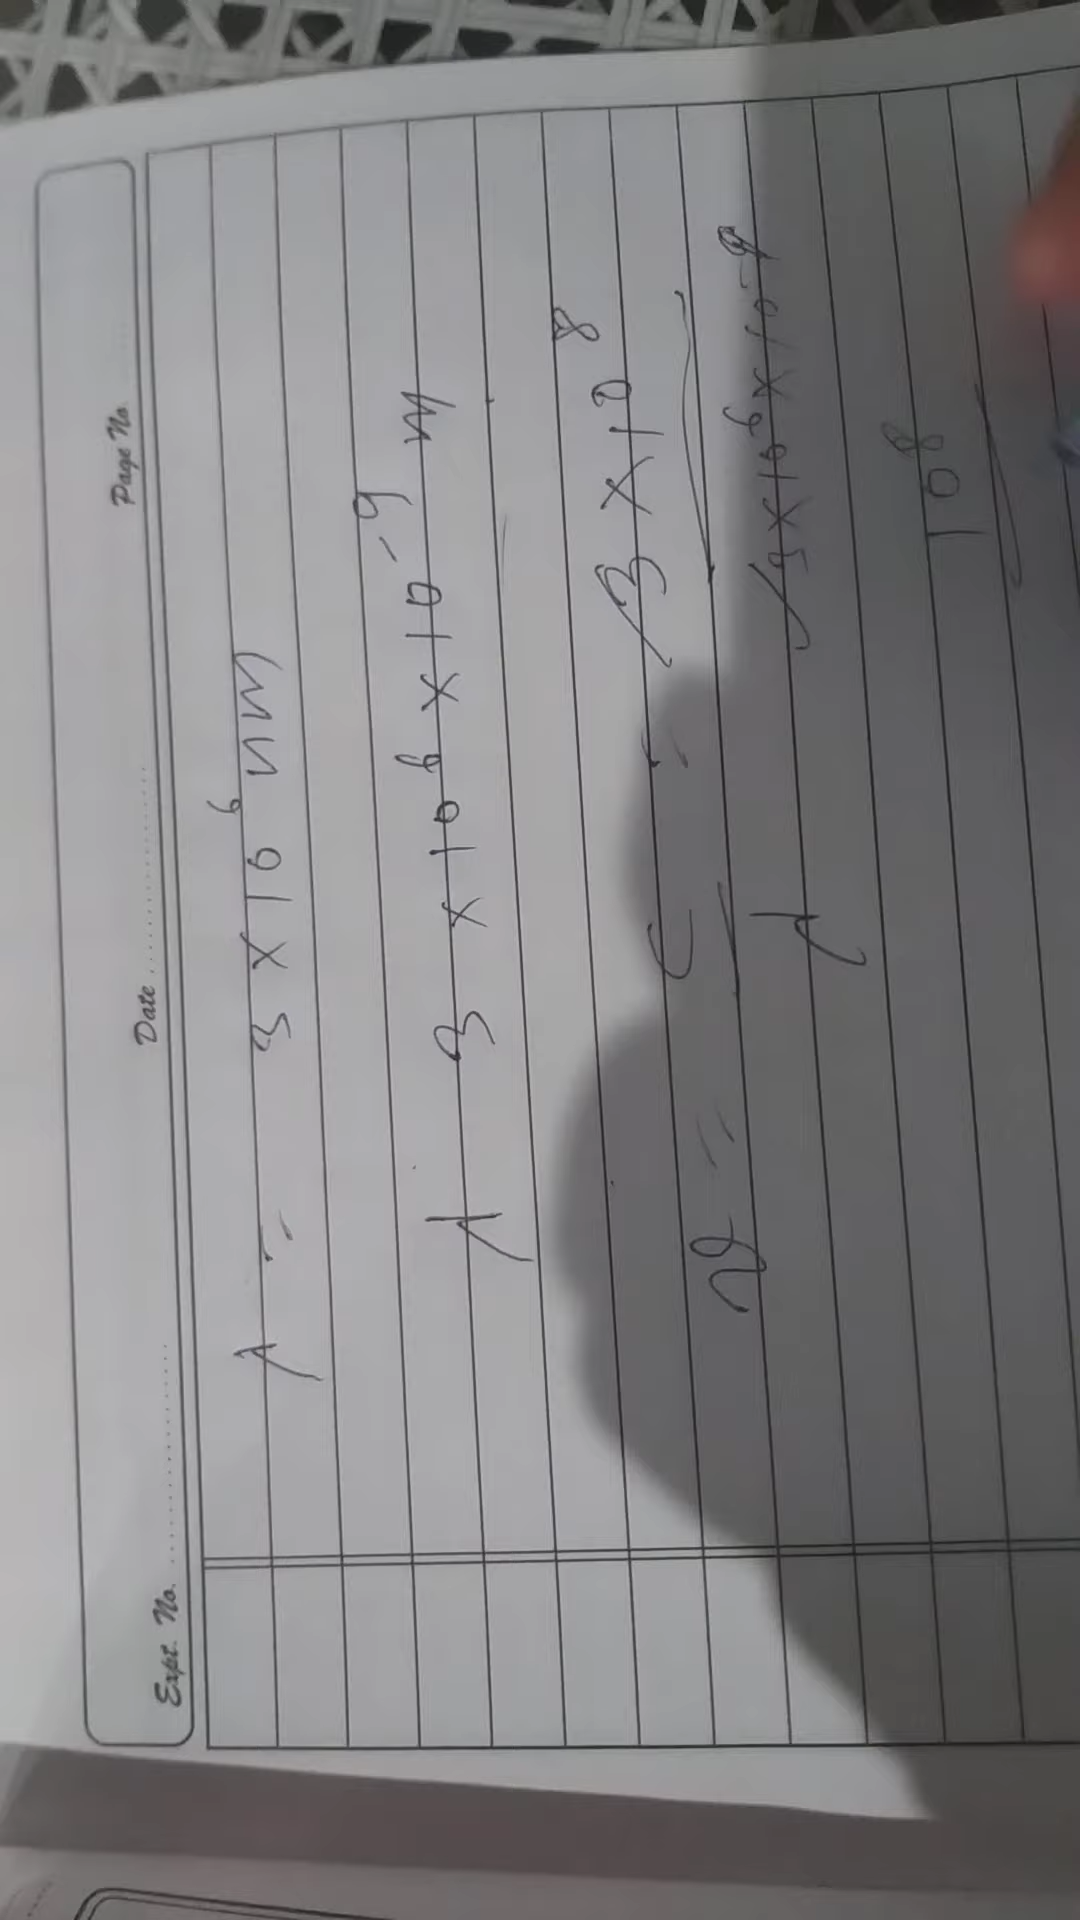 Page No.
Date
Expt. No.
λ = 3 × 10⁶ nm
λ 3 × 10⁶ × 10⁻⁹ m
ν = c/λ = 3 × 10⁸ / 3 × 10⁶ × 10⁻⁹
10⁸